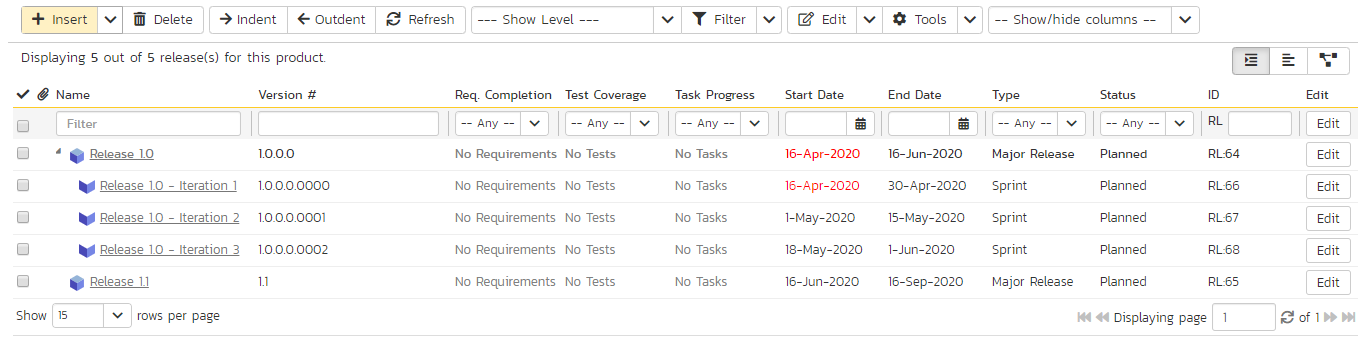 Insert Delete Indent Outdent Refresh --- Show Level --- Filter Edit Tools -- Show/hide columns --
Displaying 5 out of 5 release(s) for this product.
Name Version # Req. Completion Test Coverage Task Progress Start Date End Date Type Status ID Edit
Filter -- Any -- -- Any -- -- Any -- -- Any -- -- Any -- RL Edit
Release 1.0 1.0.0.0 No Requirements No Tests No Tasks 16-Apr-2020 16-Jun-2020 Major Release Planned RL:64 Edit
Release 1.0 - Iteration 1 1.0.0.0.0000 No Requirements No Tests No Tasks 16-Apr-2020 30-Apr-2020 Sprint Planned RL:66 Edit
Release 1.0 - Iteration 2 1.0.0.0.0001 No Requirements No Tests No Tasks 1-May-2020 15-May-2020 Sprint Planned RL:67 Edit
Release 1.0 - Iteration 3 1.0.0.0.0002 No Requirements No Tests No Tasks 18-May-2020 1-Jun-2020 Sprint Planned RL:68 Edit
Release 1.1 1.1 No Requirements No Tests No Tasks 16-Jun-2020 16-Sep-2020 Major Release Planned RL:65 Edit
Show 15 rows per page Displaying page 1 of 1